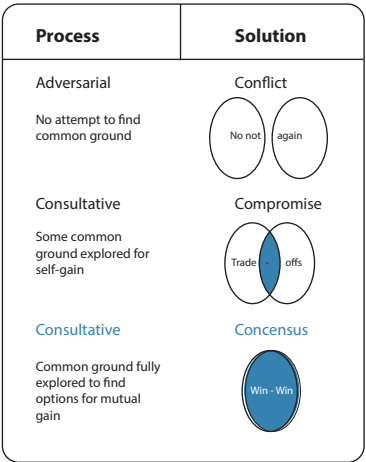 Process
Solution
Adversarial
Conflict
No attempt to find
common ground
No not
again
Consultative
Compromise
Some common
ground explored for
self-gain
Trade
-
offs
Consultative
Concensus
Common ground fully
explored to find
options for mutual
gain
Win - Win